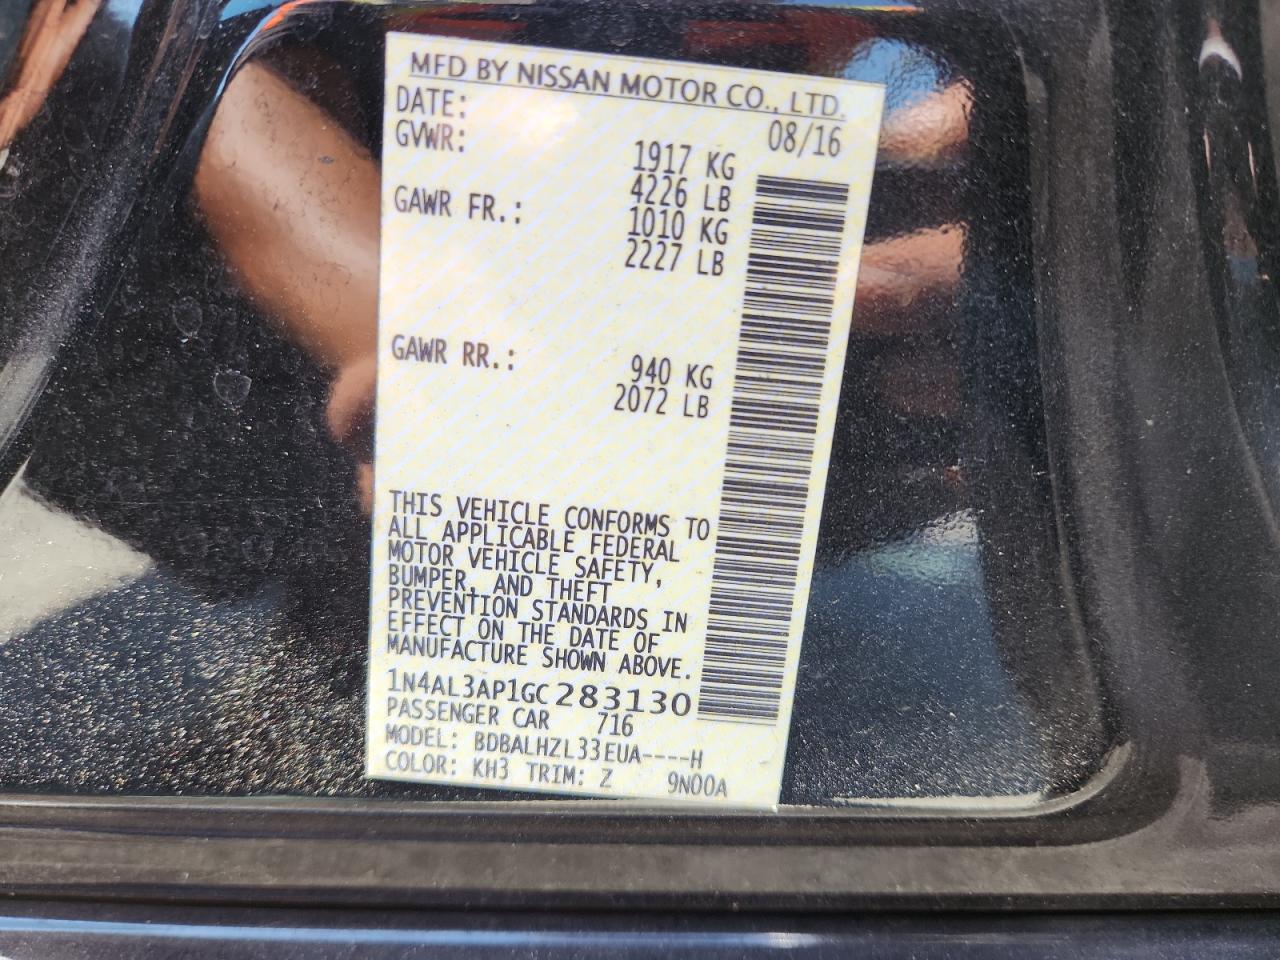 MFD BY NISSAN MOTOR CO., LTD.
DATE: 08/16
GVWR: 1917 KG
4226 LB
GAWR FR.: 1010 KG
2227 LB
GAWR RR.: 940 KG
2072 LB
THIS VEHICLE CONFORMS TO
ALL APPLICABLE FEDERAL
MOTOR VEHICLE SAFETY,
BUMPER, AND THEFT
PREVENTION STANDARDS IN
EFFECT ON THE DATE OF
MANUFACTURE SHOWN ABOVE.
1N4AL3AP1GC283130
PASSENGER CAR 716
MODEL: BDBALHZL33EUA----H
COLOR: KH3 TRIM: Z 9N00A